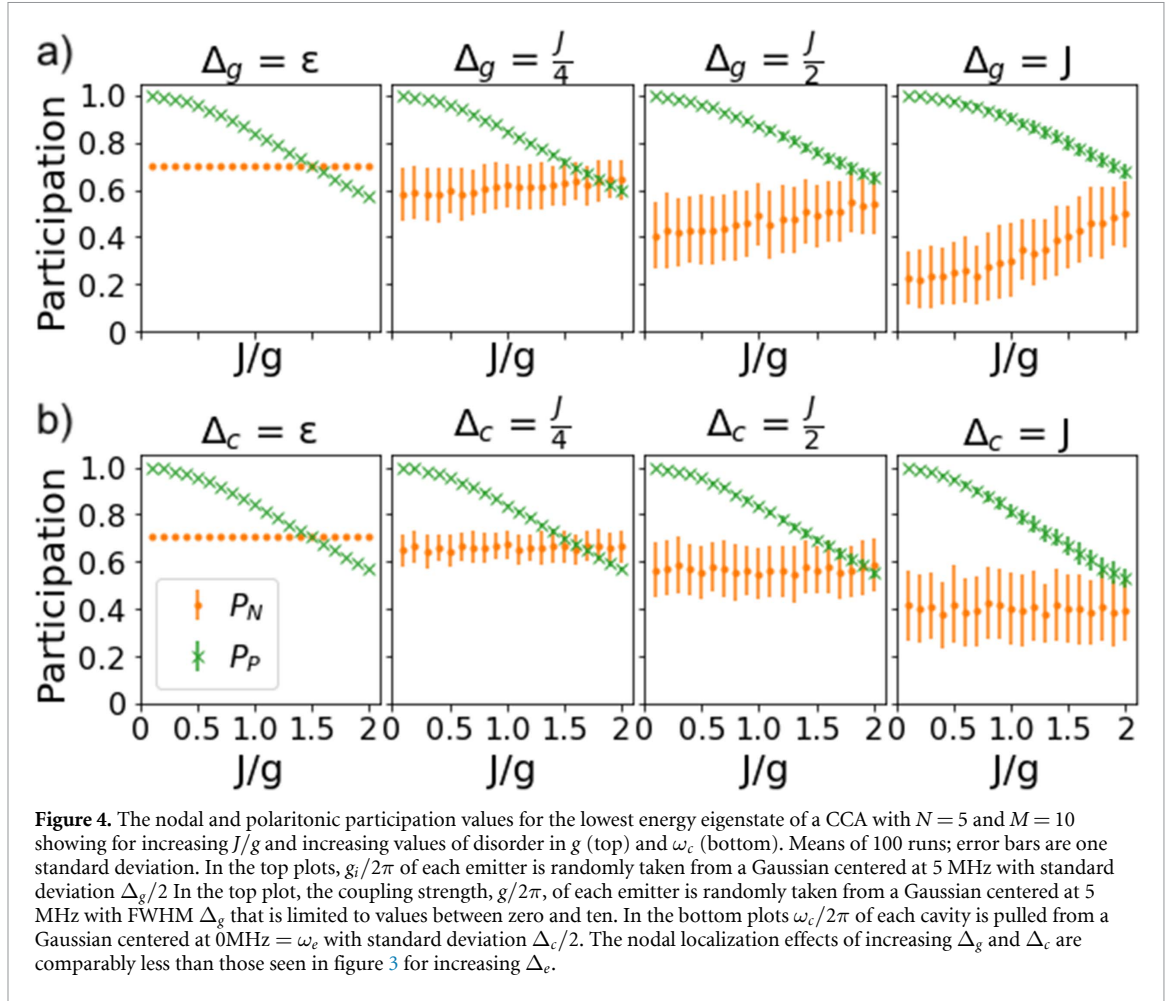 a)
Δg = ε
Δg = J/4
Δg = J/2
Δg = J
Participation
1.0
0.8
0.6
0.4
0.2
0
J/g
J/g
J/g
J/g
b)
Δc = ε
Δc = J/4
Δc = J/2
Δc = J
Participation
1.0
0.8
0.6
0.4
0.2
0
PN
PP
0 0.5 1.0 1.5 2 0 0.5 1.0 1.5 2 0 0.5 1.0 1.5 2 0 0.5 1.0 1.5 2
J/g
J/g
J/g
J/g
Figure 4. The nodal and polaritonic participation values for the lowest energy eigenstate of a CCA with N = 5 and M = 10
showing for increasing J/g and increasing values of disorder in g (top) and ωc (bottom). Means of 100 runs; error bars are one
standard deviation. In the top plots, gi/2π of each emitter is randomly taken from a Gaussian centered at 5 MHz with standard
deviation Δg/2 In the top plot, the coupling strength, g/2π, of each emitter is randomly taken from a Gaussian centered at 5
MHz with FWHM Δg that is limited to values between zero and ten. In the bottom plots ωc/2π of each cavity is pulled from a
Gaussian centered at 0MHz = ωe with standard deviation Δc/2. The nodal localization effects of increasing Δg and Δc are
comparably less than those seen in figure 3 for increasing Δe.